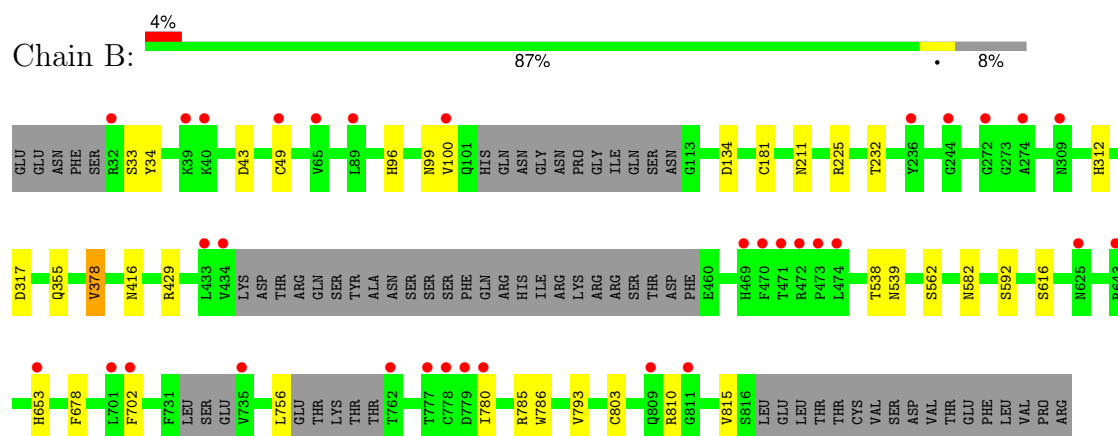 4%
Chain B:
87%
•
8%
GLU GLU ASN PHE SER R32 S33 Y34 K39 K40 D43 C49 V65 L89 H96 N99 V100 Q101 HIS GLN ASN GLY ASN PRO GLY ILE GLN SER ASN G113 D134 C181 N211 R225 T232 Y236 G244 G272 G273 A274 N309 H312
D317 Q355 V378 N416 R429 L433 V434 LYS ASP THR ARG GLN SER TYR ALA ASN SER SER SER PHE GLN ARG HIS ILE ARG LYS ARG ARG SER THR ASP PHE E460 H469 F470 T471 R472 P473 L474 T538 N539 S562 N582 S592 S616 N625
H653 F678 L701 F702 F731 LEU SER GLU V735 L756 GLU THR LYS THR THR T762 T777 C778 D779 I780 R785 W786 V793 C803 Q809 R810 G811 V815 S816 LEU GLU LEU THR THR CYS VAL SER ASP VAL THR GLU PHE LEU VAL PRO ARG